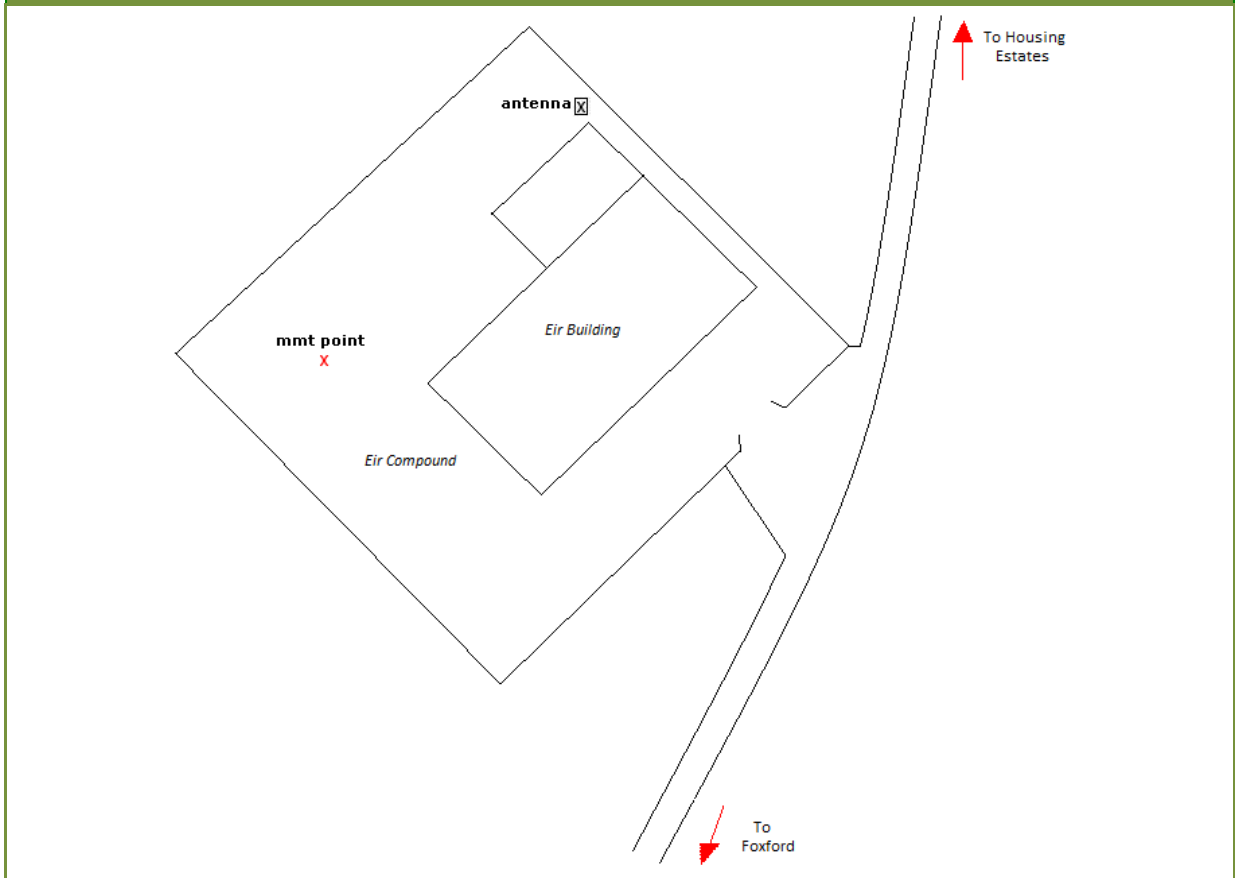 To Housing
Estates
antenna X
Eir Building
mmt point
X
Eir Compound
To
Foxford